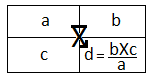 a b
c d = bXc
a